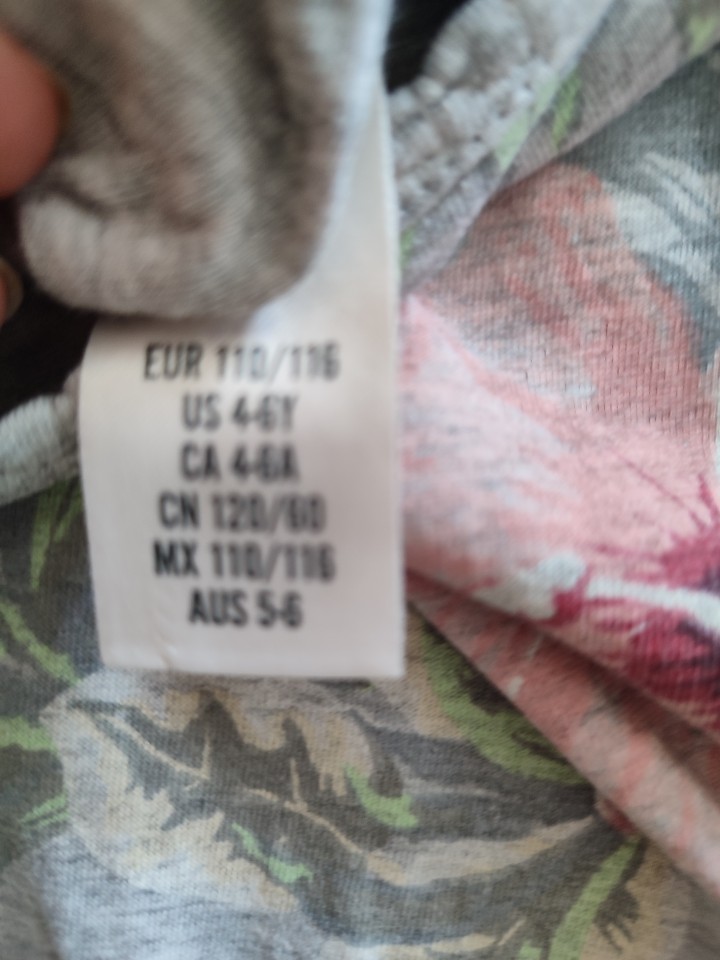 EUR 110/116
US 4-6Y
CA 4-6A
CN 120/60
MX 110/116
AUS 5-6